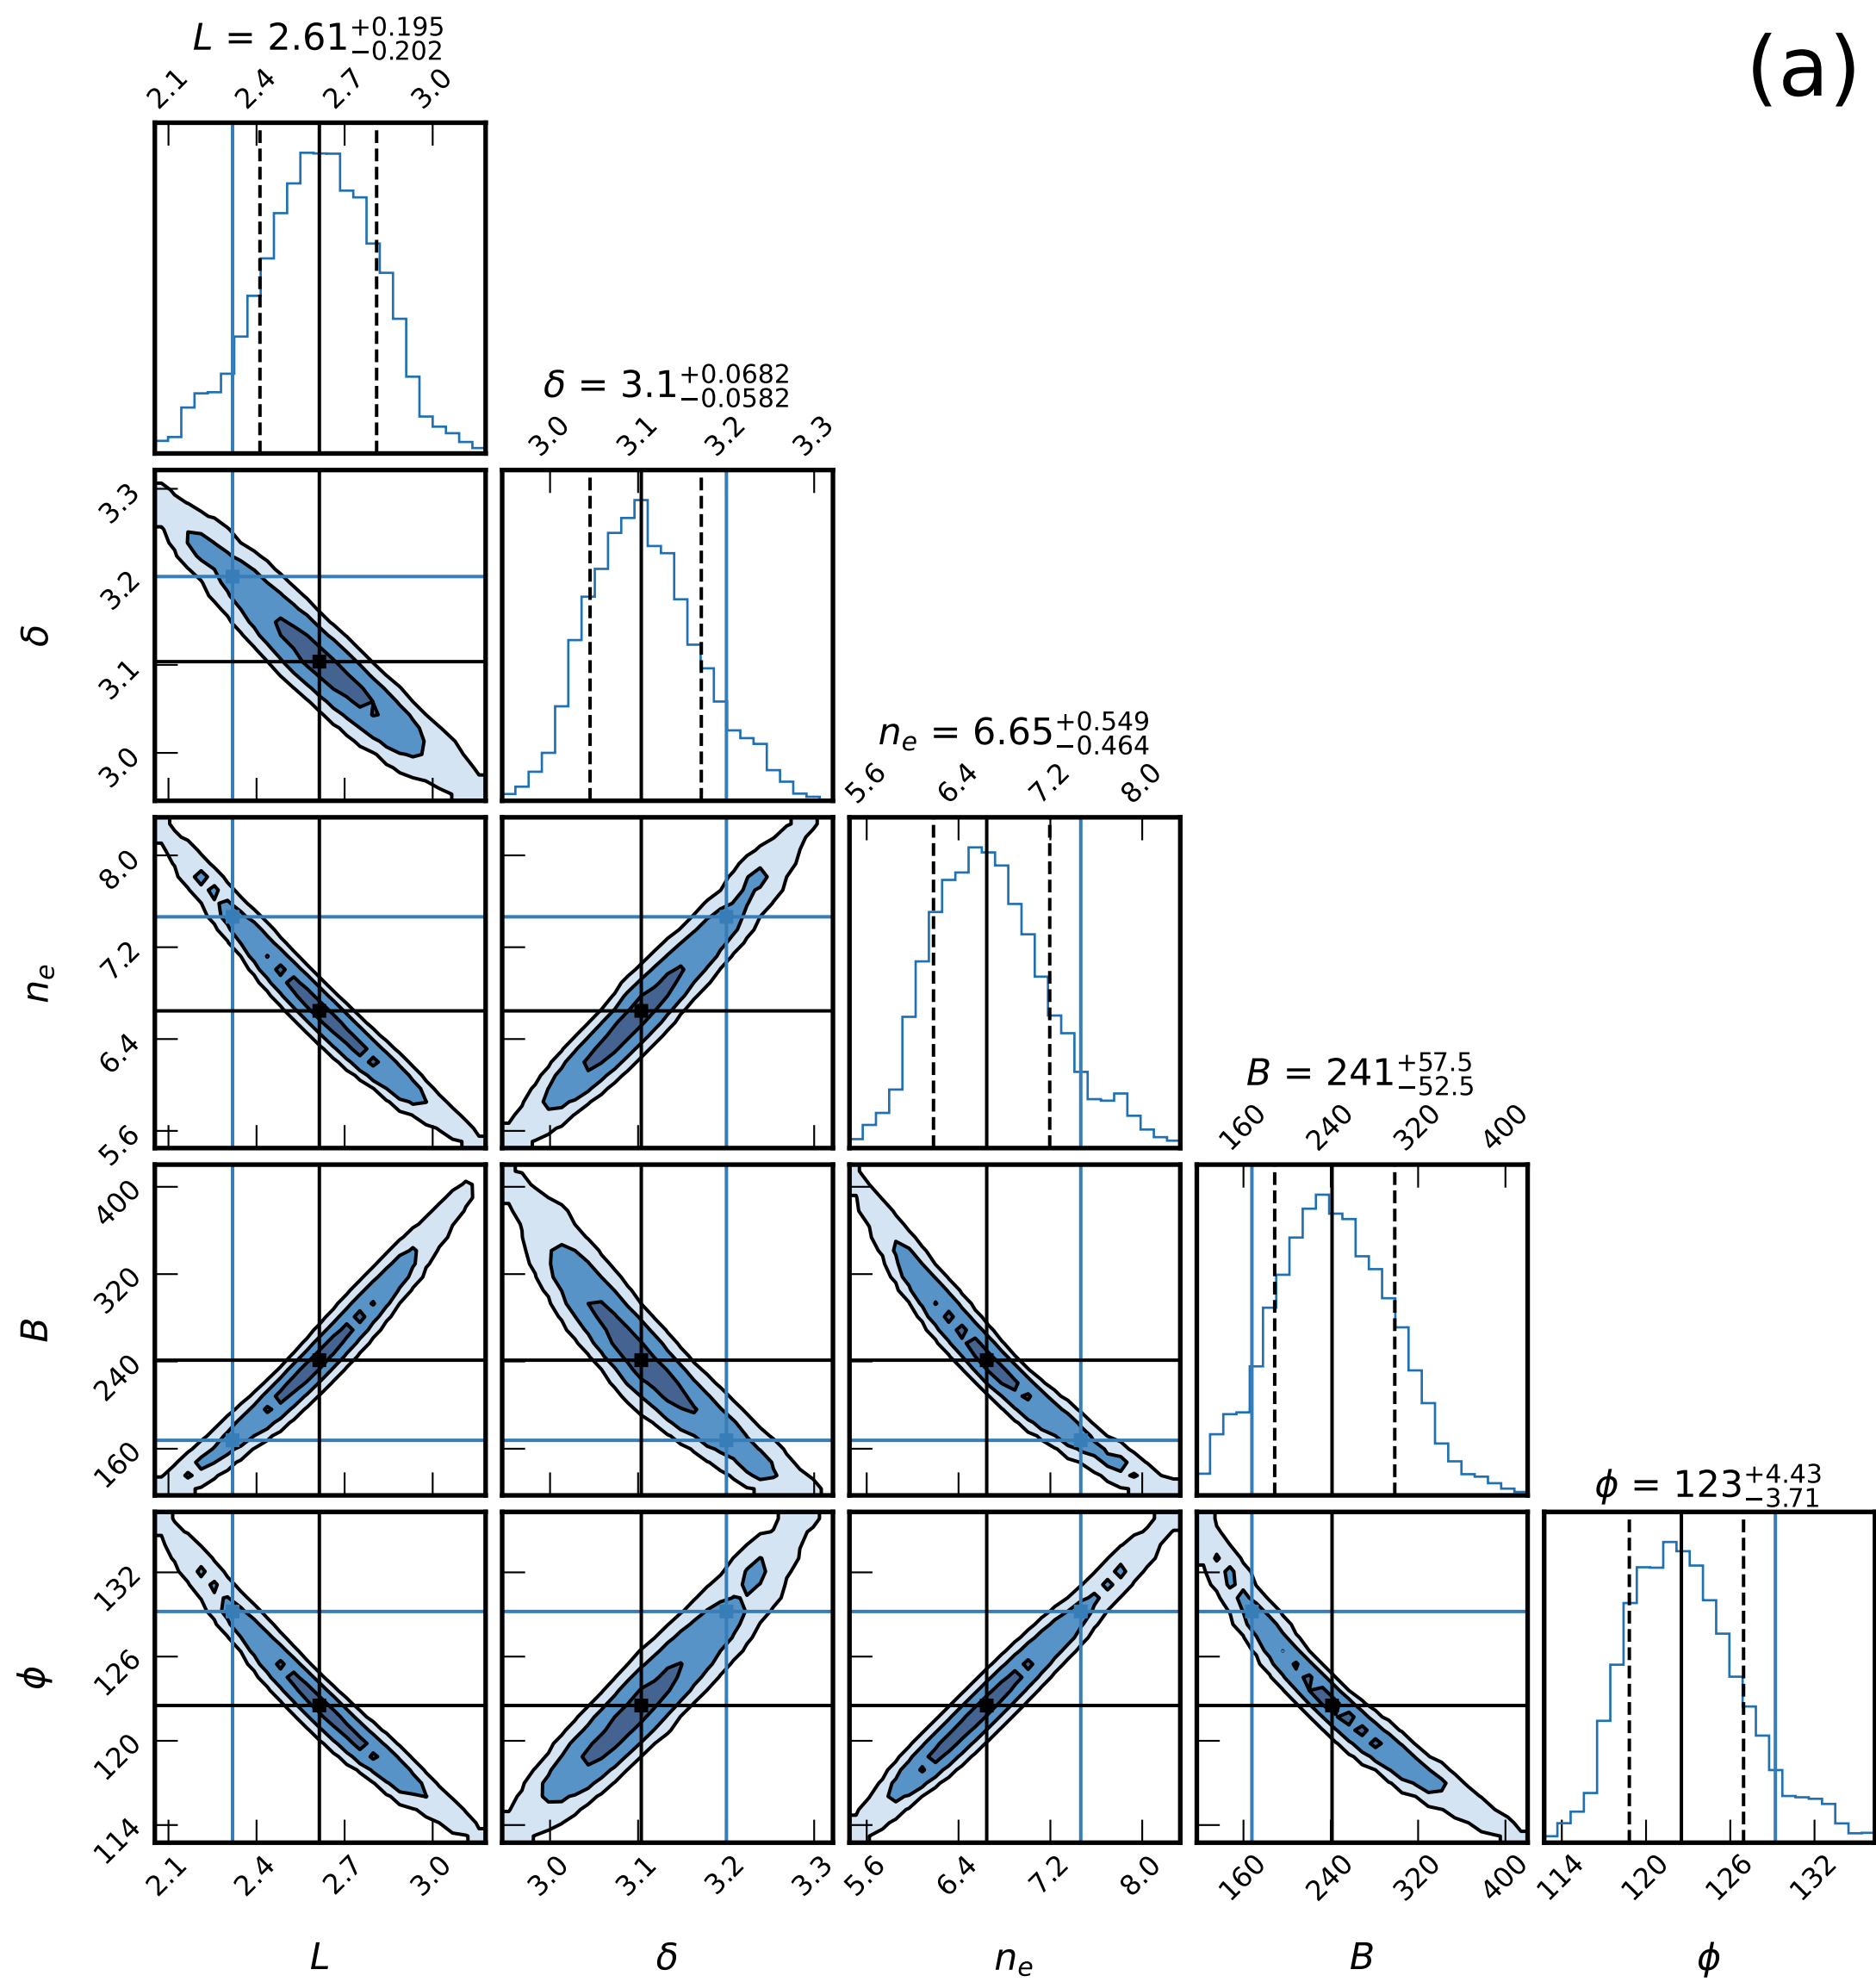 (a)
L = 2.61 +0.195 −0.202
2.1 2.4 2.7 3.0
δ = 3.1 +0.0682 −0.0582
3.0 3.1 3.2 3.3
δ
3.3
3.2
3.1
3.0
n_e = 6.65 +0.549 −0.464
5.6 6.4 7.2 8.0
n_e
8.0
7.2
6.4
5.6
B = 241 +57.5 −52.5
160 240 320 400
B
400
320
240
160
ϕ = 123 +4.43 −3.71
ϕ
132
126
120
114
2.1 2.4 2.7 3.0 3.0 3.1 3.2 3.3 5.6 6.4 7.2 8.0 160 240 320 400 114 120 126 132
L δ n_e B ϕ